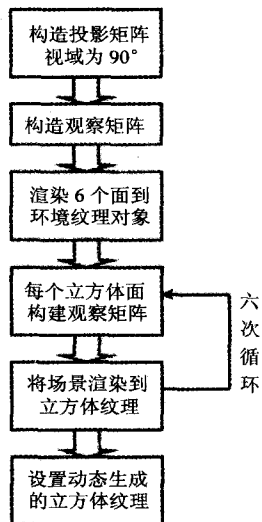 构造投影矩阵
视域为90°
构造观察矩阵
渲染6个面到
环境纹理对象
每个立方体面
构建观察矩阵
六次循环
将场景渲染到
立方体纹理
设置动态生成
的立方体纹理